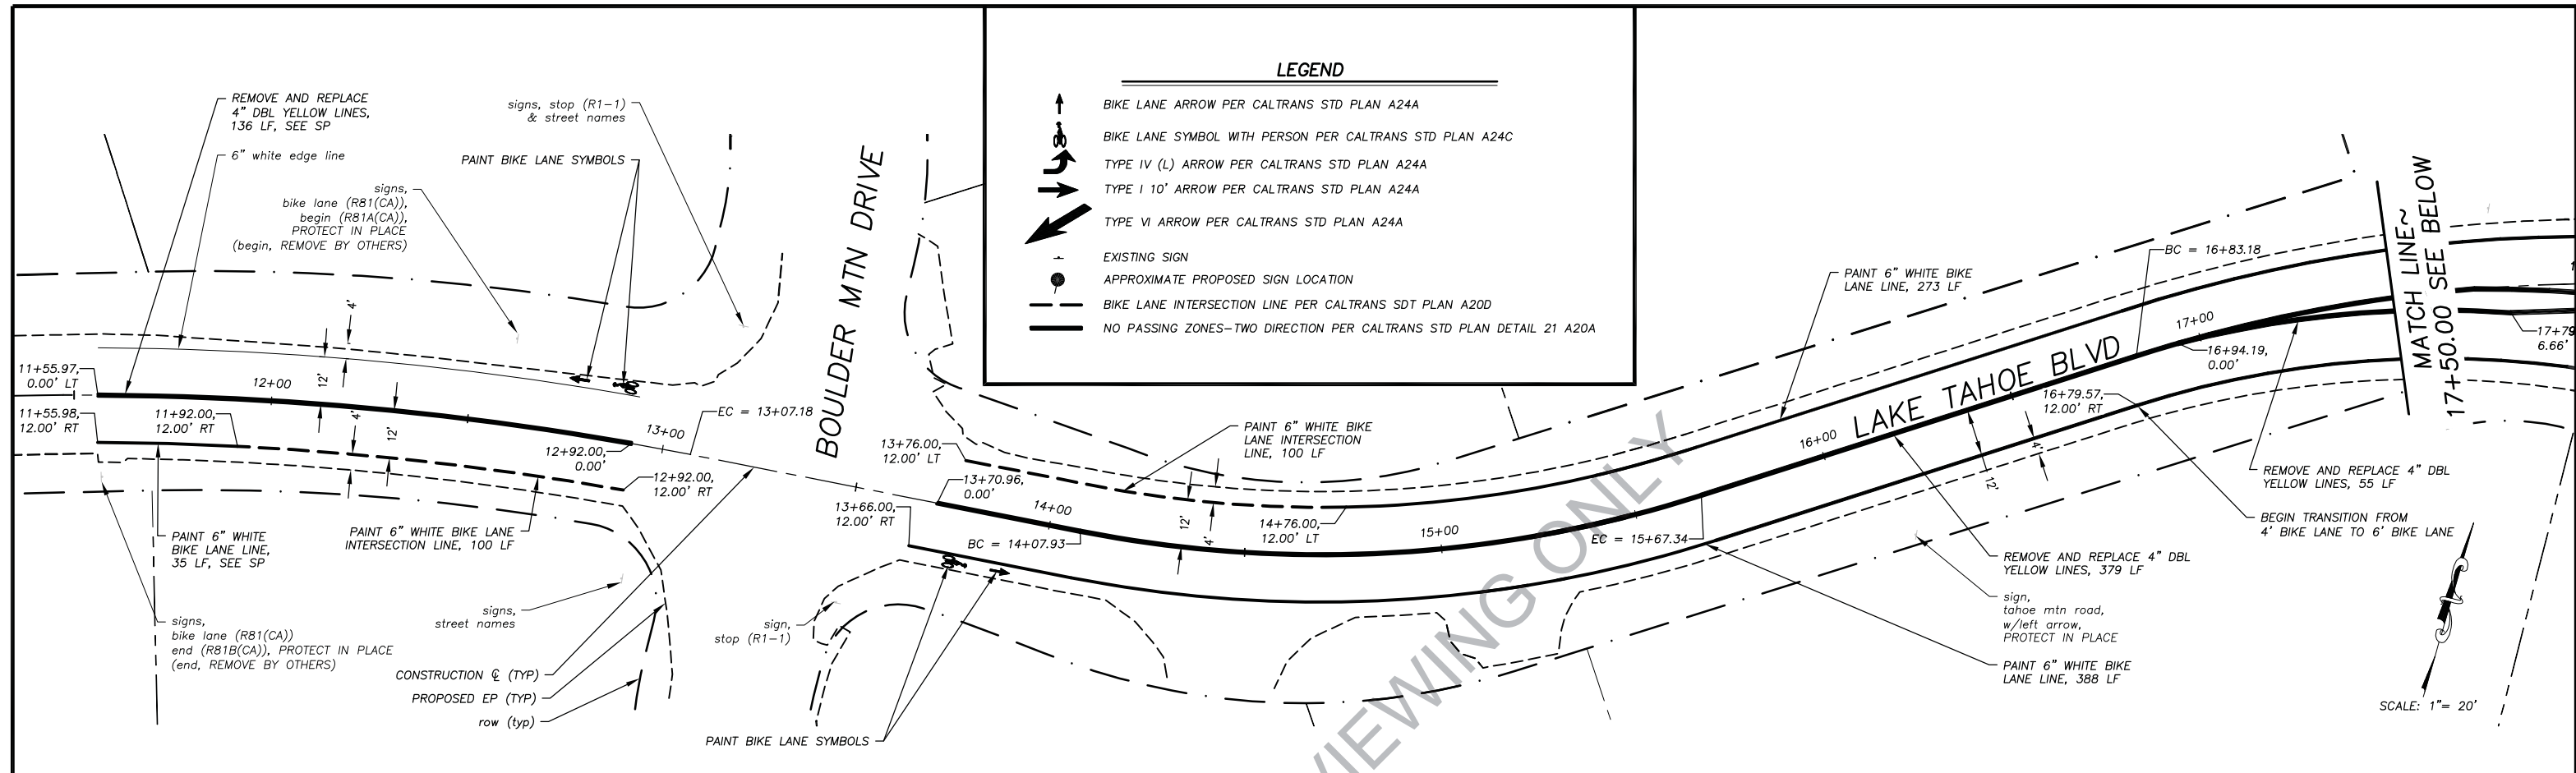 LEGEND
BIKE LANE ARROW PER CALTRANS STD PLAN A24A
BIKE LANE SYMBOL WITH PERSON PER CALTRANS STD PLAN A24C
TYPE IV (L) ARROW PER CALTRANS STD PLAN A24A
TYPE I 10' ARROW PER CALTRANS STD PLAN A24A
TYPE VI ARROW PER CALTRANS STD PLAN A24A
EXISTING SIGN
APPROXIMATE PROPOSED SIGN LOCATION
BIKE LANE INTERSECTION LINE PER CALTRANS SDT PLAN A20D
NO PASSING ZONES-TWO DIRECTION PER CALTRANS STD PLAN DETAIL 21 A20A
REMOVE AND REPLACE
4" DBL YELLOW LINES,
136 LF, SEE SP
6" white edge line
signs, stop (R1-1)
& street names
PAINT BIKE LANE SYMBOLS
signs,
bike lane (R81(CA)),
begin (R81A(CA)),
PROTECT IN PLACE
(begin, REMOVE BY OTHERS)
4'
12'
11+55.97,
0.00' LT
12+00
11+55.98,
12.00' RT
11+92.00,
12.00' RT
4'
12'
13+00
EC = 13+07.18
12+92.00,
0.00'
12+92.00,
12.00' RT
PAINT 6" WHITE
BIKE LANE LINE,
35 LF, SEE SP
PAINT 6" WHITE BIKE LANE
INTERSECTION LINE, 100 LF
signs,
street names
signs,
bike lane (R81(CA))
end (R81B(CA)), PROTECT IN PLACE
(end, REMOVE BY OTHERS)
CONSTRUCTION ℄ (TYP)
PROPOSED EP (TYP)
row (typ)
BOULDER MTN DRIVE
13+76.00,
12.00' LT
13+70.96,
0.00'
13+66.00,
12.00' RT
14+00
BC = 14+07.93
PAINT 6" WHITE BIKE
LANE INTERSECTION
LINE, 100 LF
12'
4'
14+76.00,
12.00' LT
15+00
EC = 15+67.34
sign,
stop (R1-1)
PAINT BIKE LANE SYMBOLS
PAINT 6" WHITE BIKE
LANE LINE, 273 LF
16+00
LAKE TAHOE BLVD
BC = 16+83.18
17+00
16+94.19,
0.00'
16+79.57,
12.00' RT
4'
12'
MATCH LINE~
17+50.00 SEE BELOW
17+79
6.66'
REMOVE AND REPLACE 4" DBL
YELLOW LINES, 55 LF
BEGIN TRANSITION FROM
4' BIKE LANE TO 6' BIKE LANE
REMOVE AND REPLACE 4" DBL
YELLOW LINES, 379 LF
sign,
tahoe mtn road,
w/left arrow,
PROTECT IN PLACE
PAINT 6" WHITE BIKE
LANE LINE, 388 LF
SCALE: 1"= 20'
VIEWING ONLY